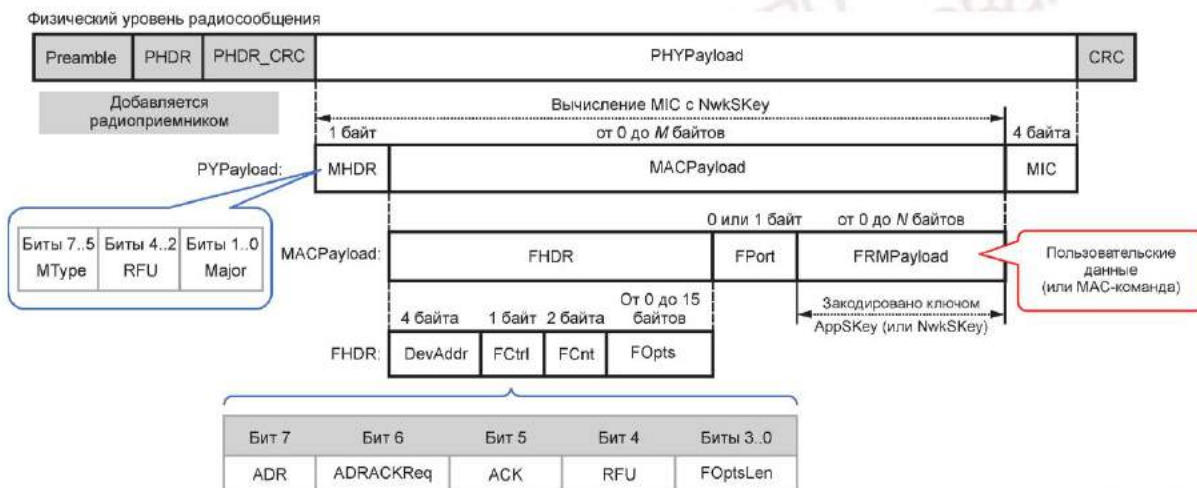 Физический уровень радиосообщения
Preamble PHDR PHDR_CRC PHYPayload CRC
Добавляется
радиоприемником
Вычисление MIC с NwkSKey
1 байт от 0 до M байтов 4 байта
PYPayload: MHDR MACPayload MIC
Биты 7..5 Биты 4..2 Биты 1..0
MType RFU Major
0 или 1 байт от 0 до N байтов
MACPayload: FHDR FPort FRMPayload
Пользовательские
данные
(или MAC-команда)
Закодировано ключом
AppSKey (или NwkSKey)
От 0 до 15
4 байта 1 байт 2 байта байтов
FHDR: DevAddr FCtrl FCnt FOpts
Бит 7 Бит 6 Бит 5 Бит 4 Биты 3..0
ADR ADRACKReq ACK RFU FOptsLen